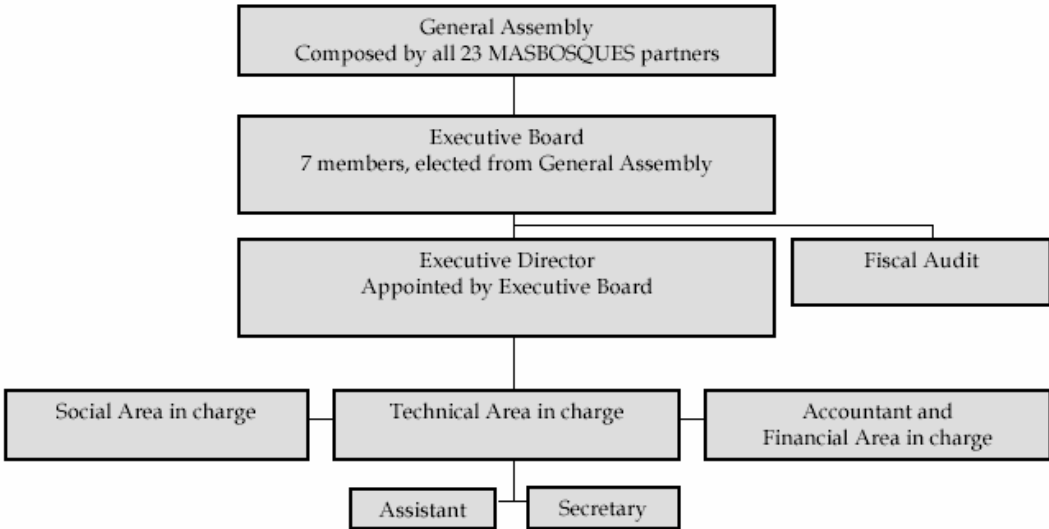 General Assembly
Composed by all 23 MASBOSQUES partners
Executive Board
7 members, elected from General Assembly
Executive Director
Appointed by Executive Board
Fiscal Audit
Social Area in charge
Technical Area in charge
Accountant and
Financial Area in charge
Assistant
Secretary